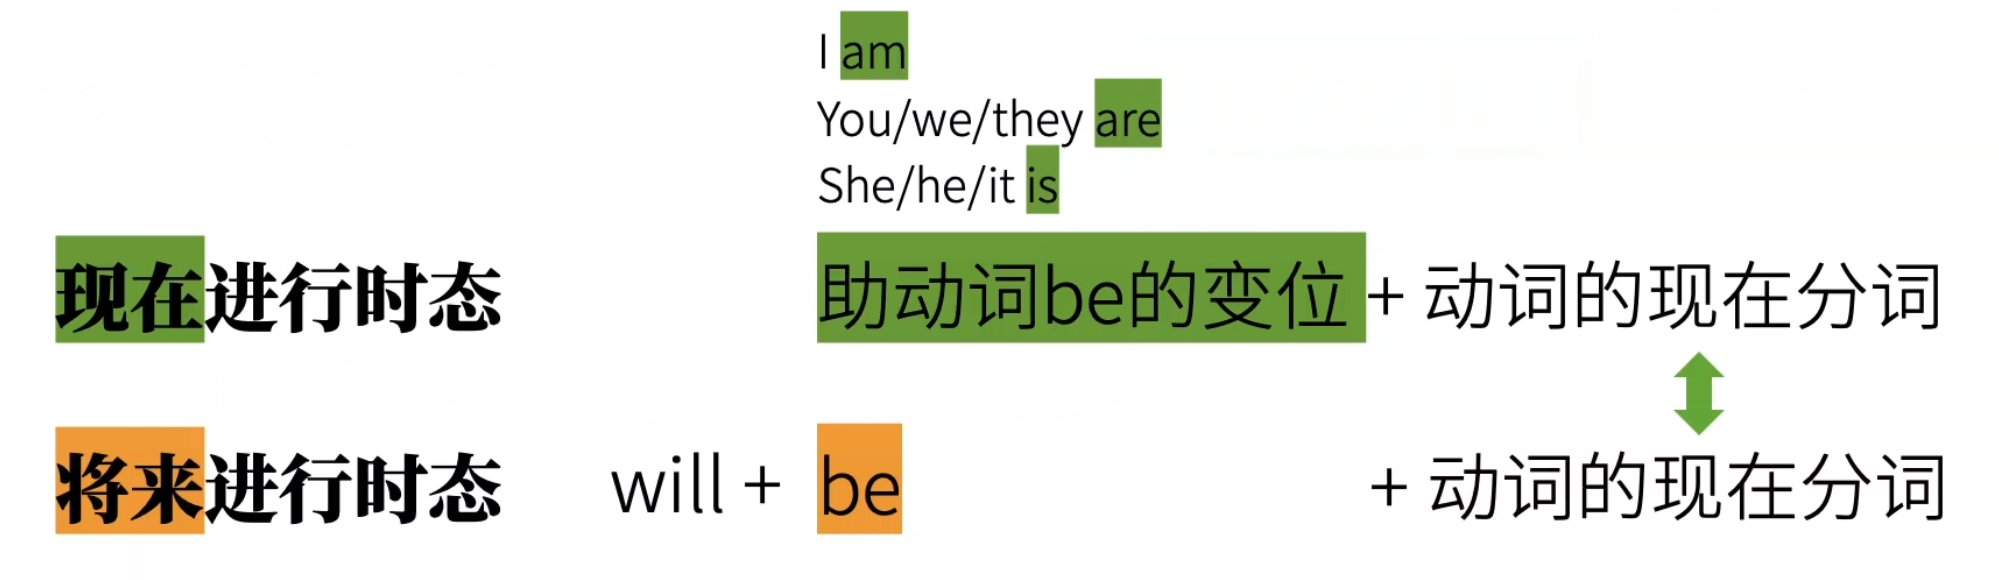 I am
You/we/they are
She/he/it is
现在进行时态 助动词be的变位 + 动词的现在分词
将来进行时态 will + be + 动词的现在分词